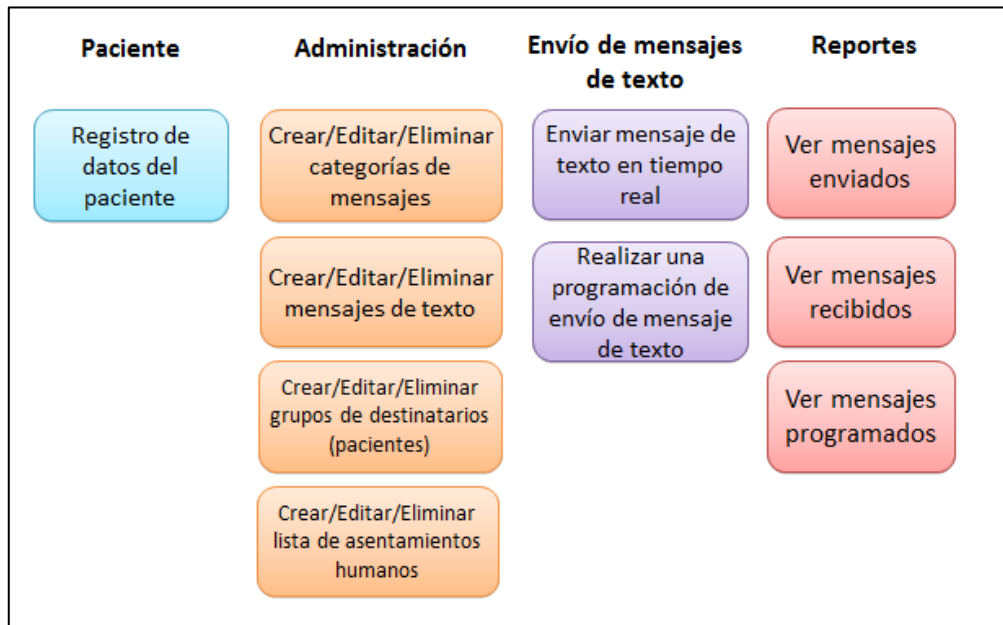 Paciente
Registro de
datos del
paciente
Administración
Crear/Editar/Eliminar
categorías de
mensajes
Crear/Editar/Eliminar
mensajes de texto
Crear/Editar/Eliminar
grupos de destinatarios
(pacientes)
Crear/Editar/Eliminar
lista de asentamientos
humanos
Envío de mensajes
de texto
Enviar mensaje de
texto en tiempo
real
Realizar una
programación de
envío de mensaje
de texto
Reportes
Ver mensajes
enviados
Ver mensajes
recibidos
Ver mensajes
programados